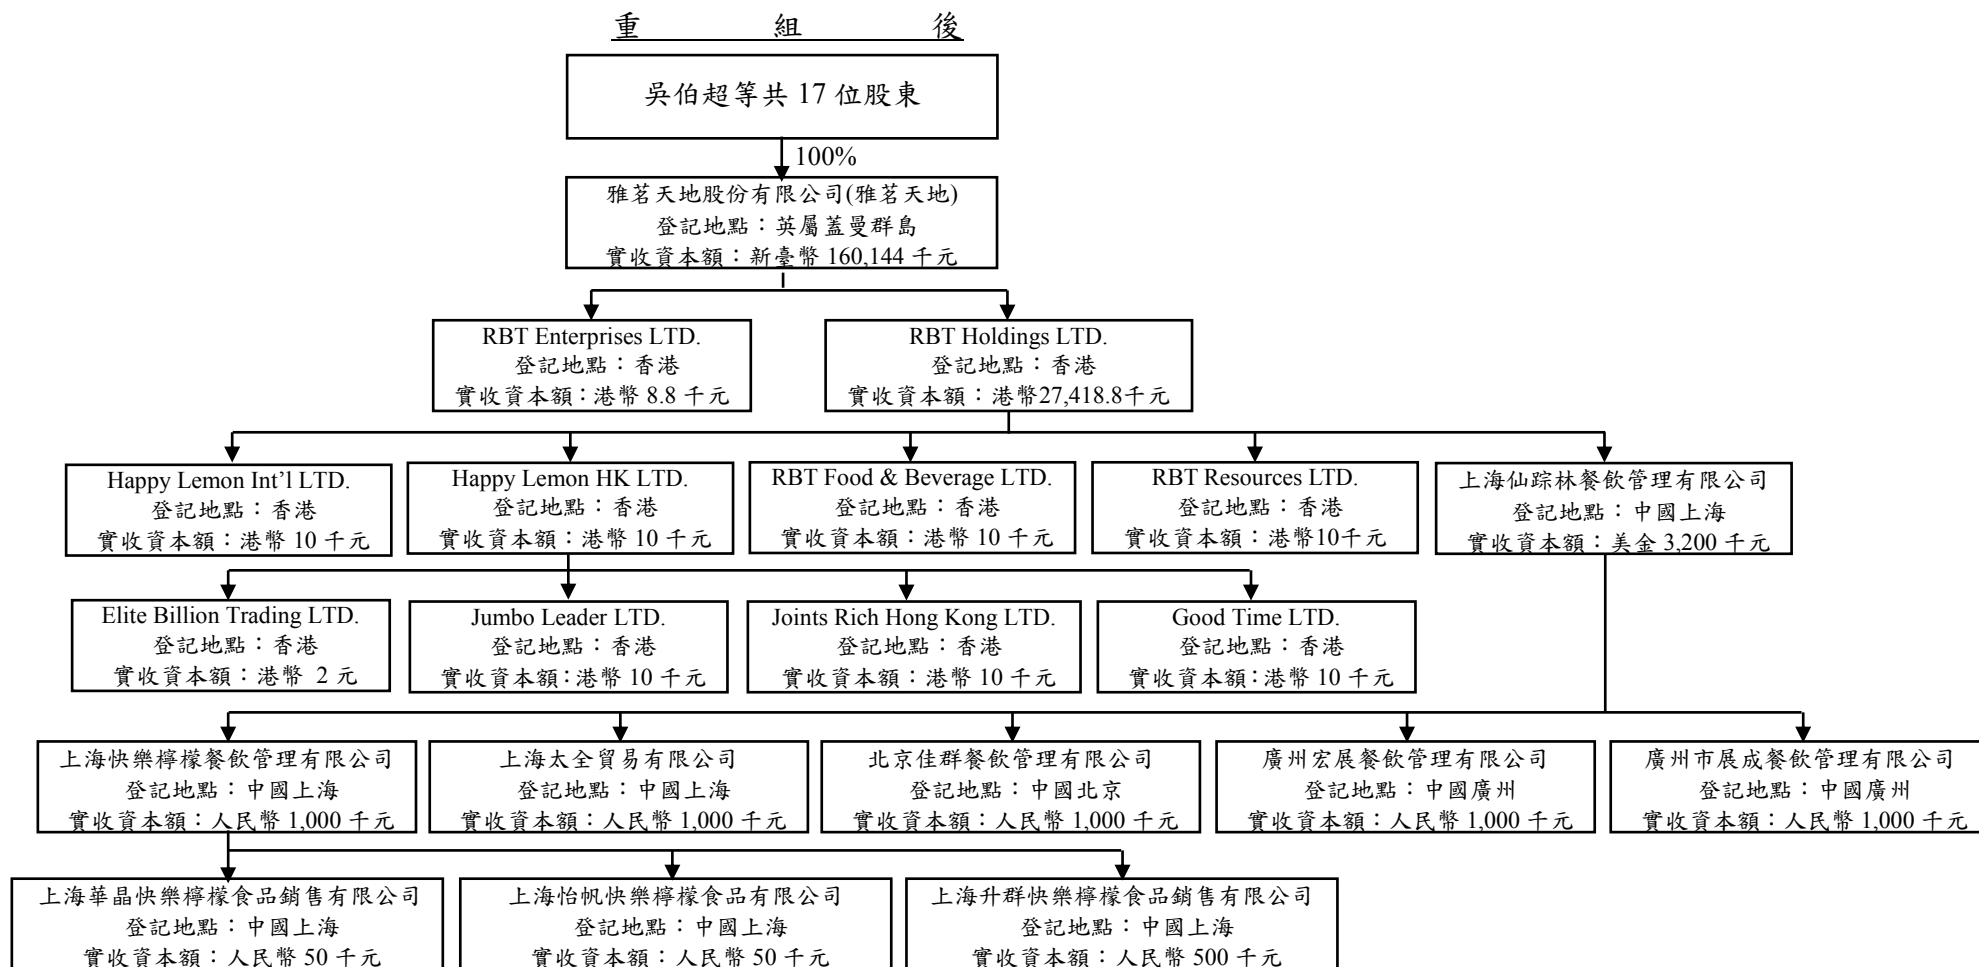 重組後
吳伯超等共 17 位股東
100%
雅茗天地股份有限公司(雅茗天地)
登記地點：英屬蓋曼群島
實收資本額：新臺幣 160,144 千元
RBT Enterprises LTD.
登記地點：香港
實收資本額：港幣 8.8 千元
RBT Holdings LTD.
登記地點：香港
實收資本額：港幣27,418.8千元
Happy Lemon Int’l LTD.
登記地點：香港
實收資本額：港幣 10 千元
Happy Lemon HK LTD.
登記地點：香港
實收資本額：港幣 10 千元
RBT Food & Beverage LTD.
登記地點：香港
實收資本額：港幣 10 千元
RBT Resources LTD.
登記地點：香港
實收資本額：港幣10千元
上海仙踪林餐飲管理有限公司
登記地點：中國上海
實收資本額：美金 3,200 千元
Elite Billion Trading LTD.
登記地點：香港
實收資本額：港幣 2 元
Jumbo Leader LTD.
登記地點：香港
實收資本額：港幣 10 千元
Joints Rich Hong Kong LTD.
登記地點：香港
實收資本額：港幣 10 千元
Good Time LTD.
登記地點：香港
實收資本額：港幣 10 千元
上海快樂檸檬餐飲管理有限公司
登記地點：中國上海
實收資本額：人民幣 1,000 千元
上海太全貿易有限公司
登記地點：中國上海
實收資本額：人民幣 1,000 千元
北京佳群餐飲管理有限公司
登記地點：中國北京
實收資本額：人民幣 1,000 千元
廣州宏展餐飲管理有限公司
登記地點：中國廣州
實收資本額：人民幣 1,000 千元
廣州市展成餐飲管理有限公司
登記地點：中國廣州
實收資本額：人民幣 1,000 千元
上海華晶快樂檸檬食品銷售有限公司
登記地點：中國上海
實收資本額：人民幣 50 千元
上海怡帆快樂檸檬食品有限公司
登記地點：中國上海
實收資本額：人民幣 50 千元
上海升群快樂檸檬食品銷售有限公司
登記地點：中國上海
實收資本額：人民幣 500 千元